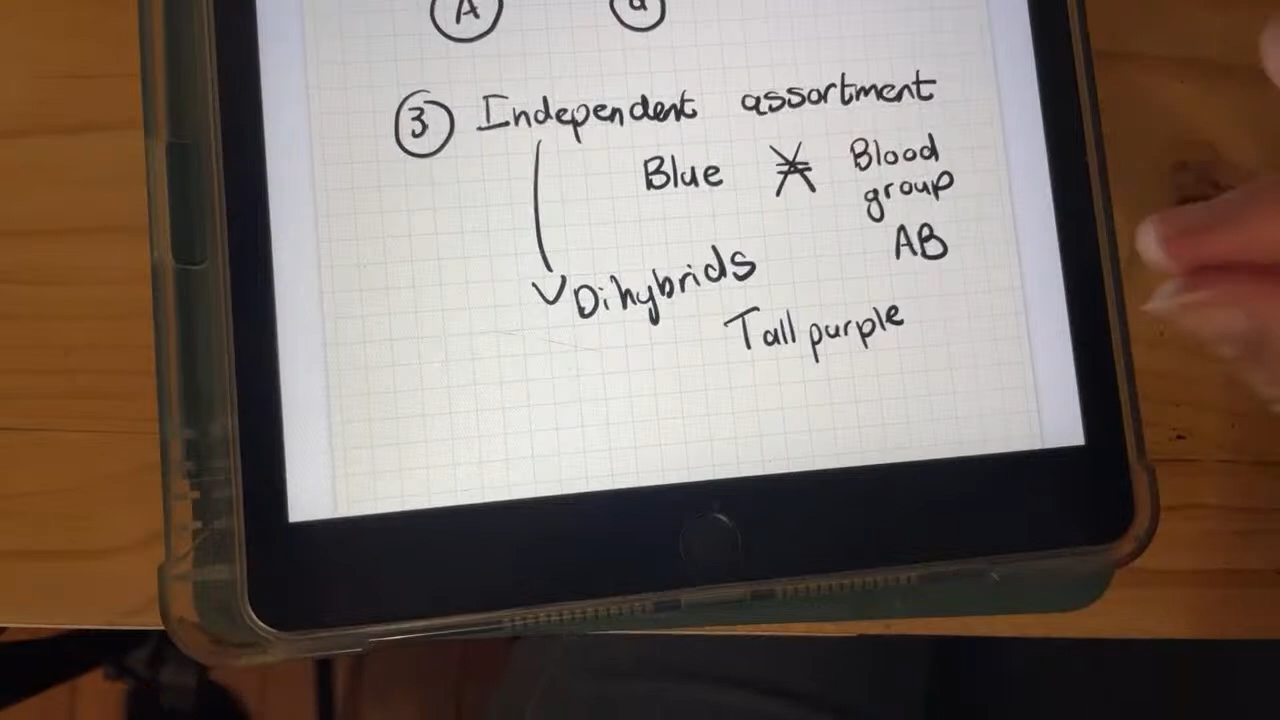 A a
3 Independent assortment
Blue Blood
group
AB
Dihybrids
Tall purple